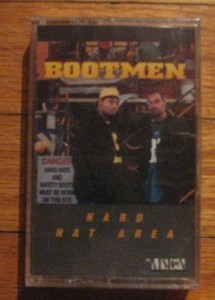 BOOTMEN
DANGER
HARD-HATS
AND
SAFETY BOOTS
MUST BE WORN
ON THIS SITE
HARD
HAT AREA